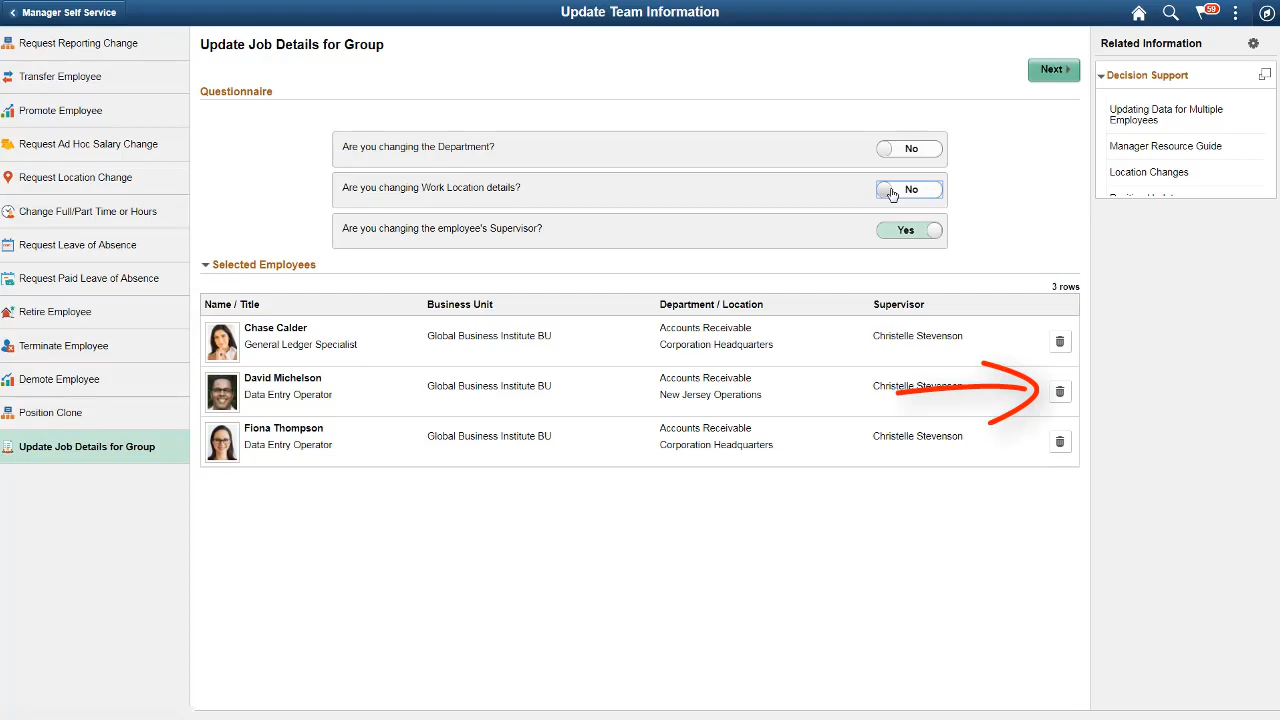 Manager Self Service
Update Team Information
59
Request Reporting Change
Transfer Employee
Promote Employee
Request Ad Hoc Salary Change
Request Location Change
Change Full/Part Time or Hours
Request Leave of Absence
Request Paid Leave of Absence
Retire Employee
Terminate Employee
Demote Employee
Position Clone
Update Job Details for Group
Update Job Details for Group
Next
Questionnaire
Are you changing the Department?
No
Are you changing Work Location details?
No
Are you changing the employee's Supervisor?
Yes
Selected Employees
3 rows
Name / Title Business Unit Department / Location Supervisor
Chase Calder
General Ledger Specialist
Global Business Institute BU
Accounts Receivable
Corporation Headquarters
Christelle Stevenson
David Michelson
Data Entry Operator
Global Business Institute BU
Accounts Receivable
New Jersey Operations
Christelle Stevenson
Fiona Thompson
Data Entry Operator
Global Business Institute BU
Accounts Receivable
Corporation Headquarters
Christelle Stevenson
Related Information
Decision Support
Updating Data for Multiple
Employees
Manager Resource Guide
Location Changes